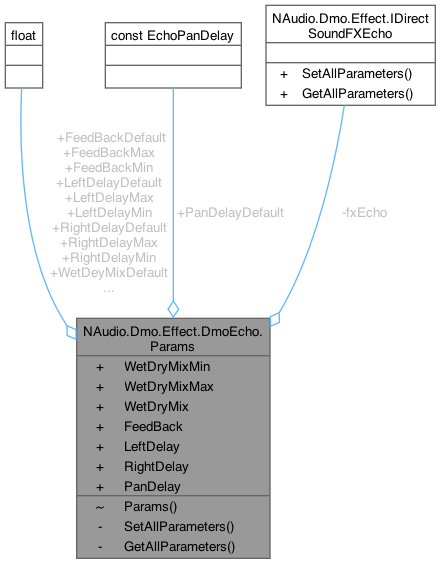 float
const EchoPanDelay
NAudio.Dmo.Effect.IDirect
SoundFXEcho
+ SetAllParameters()
+ GetAllParameters()
+FeedBackDefault
+FeedBackMax
+FeedBackMin
+LeftDelayDefault
+LeftDelayMax
+LeftDelayMin
+RightDelayDefault
+RightDelayMax
+RightDelayMin
+WetDeyMixDefault
...
+PanDelayDefault
-fxEcho
NAudio.Dmo.Effect.DmoEcho.
Params
+ WetDryMixMin
+ WetDryMixMax
+ WetDryMix
+ FeedBack
+ LeftDelay
+ RightDelay
+ PanDelay
~ Params()
- SetAllParameters()
- GetAllParameters()